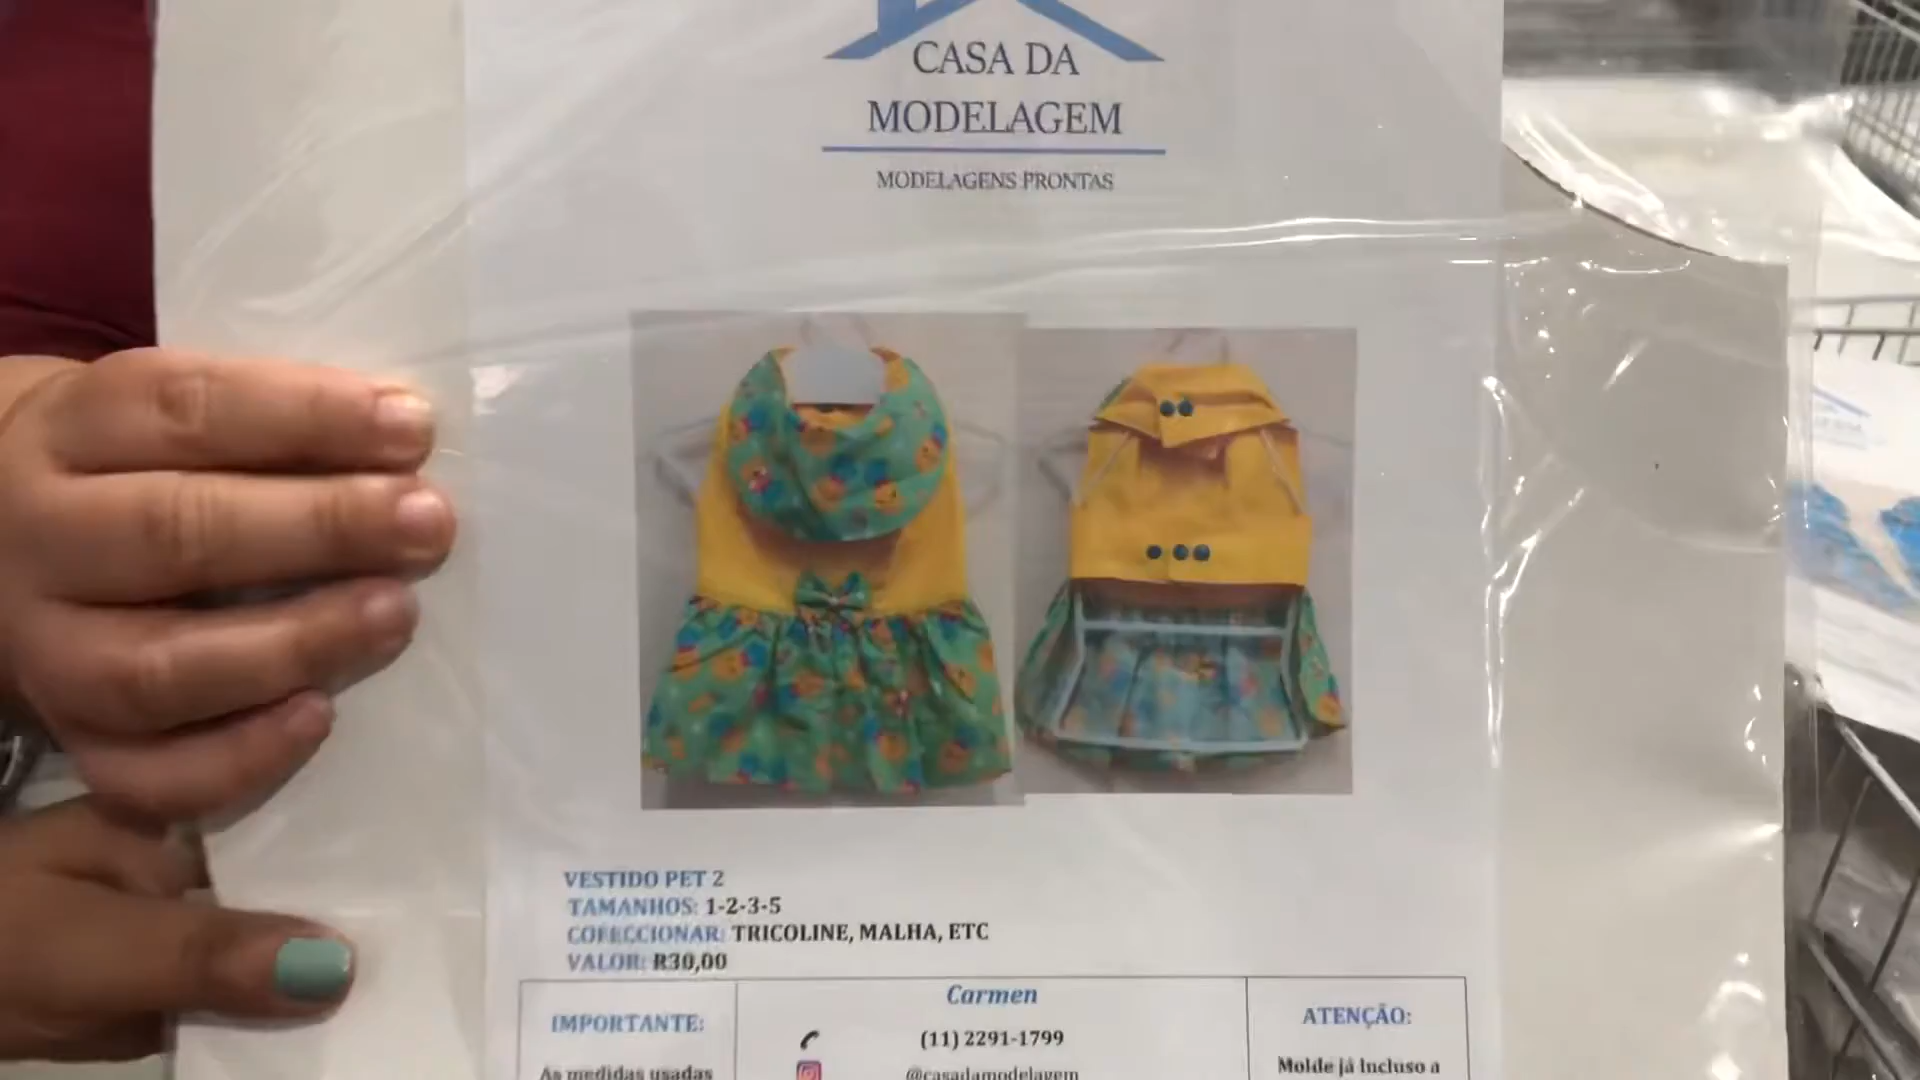 CASA DA
MODELAGEM
MODELAGENS PRONTAS
VESTIDO PET 2
TAMANHOS: 1-2-3-5
COFECCIONAR: TRICOLINE, MALHA, ETC
VALOR: R30,00
IMPORTANTE:
As medidas usadas
Carmen
(11) 2291-1799
@casadamodelagem
ATENÇÃO:
Molde já incluso a